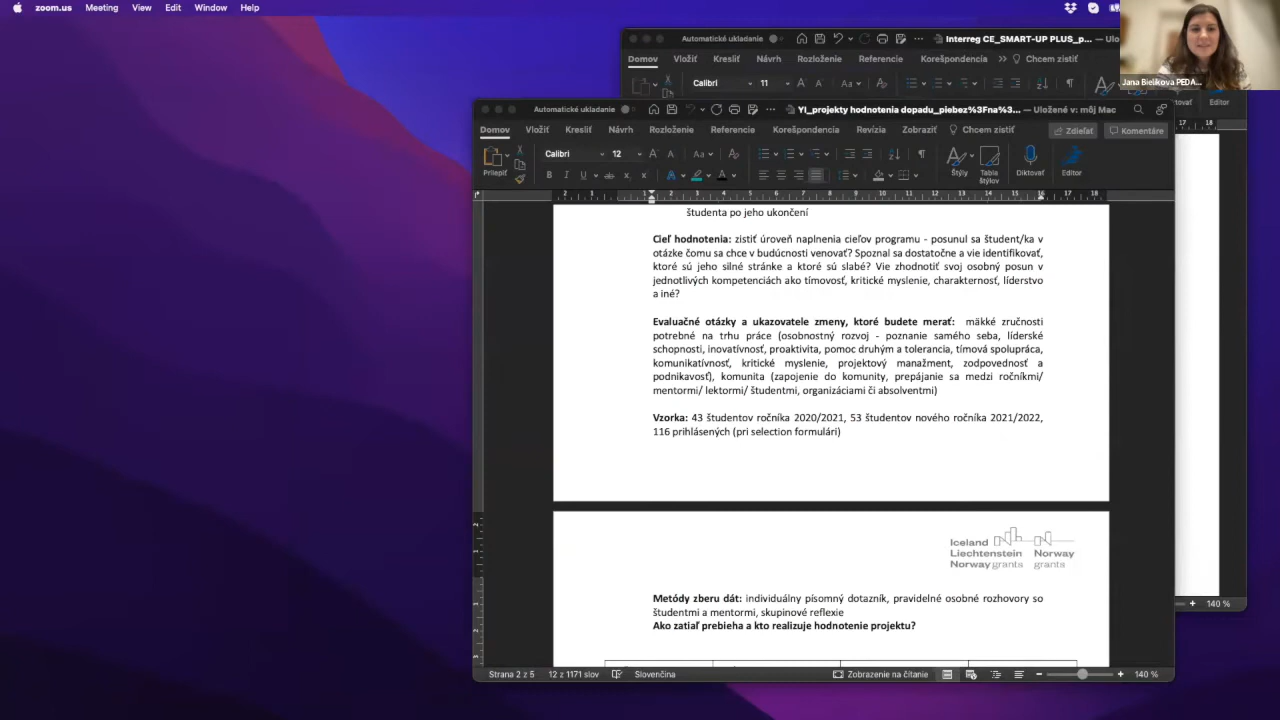 zoom.us Meeting View Edit Window Help
Automatické ukladanie
Interreg CE_SMART-UP PLUS_p...
Domov Vložiť Kresliť Návrh Rozloženie Referencie Korešpondencia Chcem zistiť
Calibri 11
Jana Bielikova PEDA...
Editor
Automatické ukladanie
YI_projekty hodnotenia dopadu_piebez%3Fna%3... — Uložené v: môj Mac
Domov Vložiť Kresliť Návrh Rozloženie Referencie Korešpondencia Revízia Zobraziť Chcem zistiť Zdieľať Komentáre
Prilepiť
Calibri 12
Štýly
Tabla štýlov
Diktovať
Editor
študenta po jeho ukončení
Cieľ hodnotenia: zistiť úroveň naplnenia cieľov programu - posunul sa študent/ka v
otázke čomu sa chce v budúcnosti venovať? Spoznal sa dostatočne a vie identifikovať,
ktoré sú jeho silné stránke a ktoré sú slabé? Vie zhodnotiť svoj osobný posun v
jednotlivých kompetenciách ako tímovosť, kritické myslenie, charakternosť, líderstvo
a iné?
Evaluačné otázky a ukazovatele zmeny, ktoré budete merať: mäkké zručnosti
potrebné na trhu práce (osobnostný rozvoj - poznanie samého seba, líderské
schopnosti, inovatívnosť, proaktivita, pomoc druhým a tolerancia, tímová spolupráca,
komunikatívnosť, kritické myslenie, projektový manažment, zodpovednosť a
podnikavosť), komunita (zapojenie do komunity, prepájanie sa medzi ročníkmi/
mentormi/ lektormi/ študentmi, organizáciami či absolventmi)
Vzorka: 43 študentov ročníka 2020/2021, 53 študentov nového ročníka 2021/2022,
116 prihlásených (pri selection formulári)
Iceland
Liechtenstein Norway
Norway grants grants
Metódy zberu dát: individuálny písomný dotazník, pravidelné osobné rozhovory so
študentmi a mentormi, skupinové reflexie
Ako zatiaľ prebieha a kto realizuje hodnotenie projektu?
Strana 2 z 5 12 z 1171 slov Slovenčina Zobrazenie na čítanie 140 %
140 %